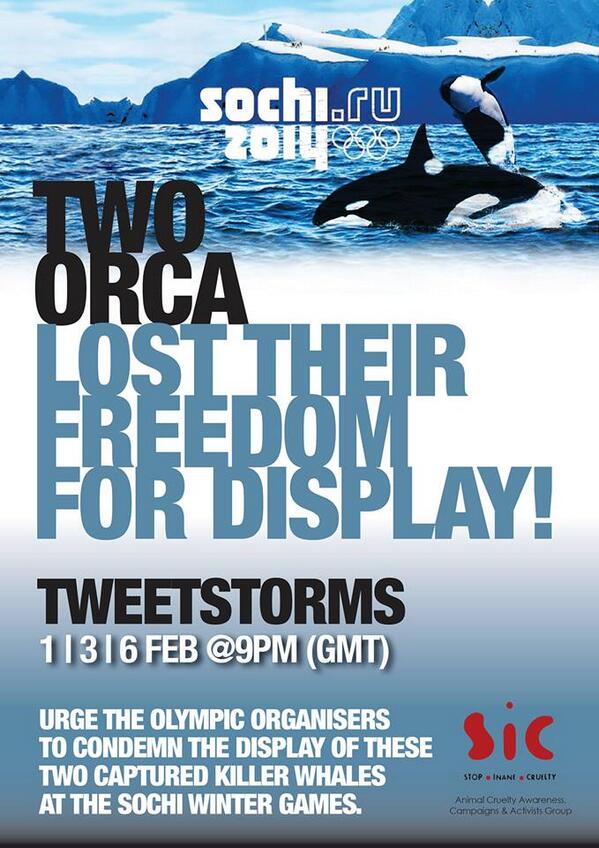 sochi.ru
2014
TWO
ORCA
LOST THEIR
FREEDOM
FOR DISPLAY!
TWEETSTORMS
1 | 3 | 6 FEB @9PM (GMT)
URGE THE OLYMPIC ORGANISERS
TO CONDEMN THE DISPLAY OF THESE
TWO CAPTURED KILLER WHALES
AT THE SOCHI WINTER GAMES.
SiC
STOP • INANE • CRUELTY
Animal Cruelty Awareness,
Campaigns & Activists Group